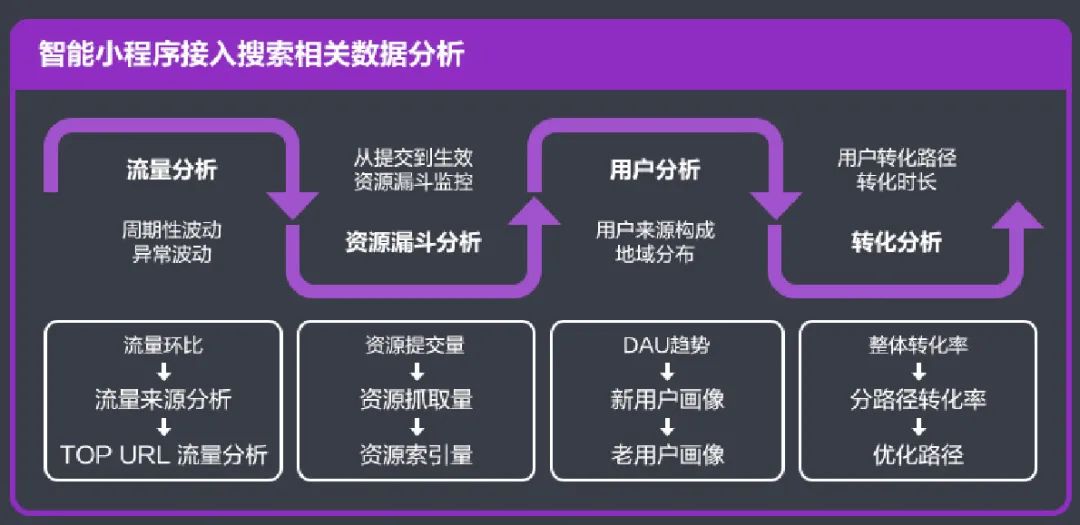 智能小程序接入搜索相关数据分析
流量分析
周期性波动
异常波动
从提交到生效
资源漏斗监控
资源漏斗分析
用户分析
用户来源构成
地域分布
用户转化路径
转化时长
转化分析
流量环比
流量来源分析
TOP URL 流量分析
资源提交量
资源抓取量
资源索引量
DAU趋势
新用户画像
老用户画像
整体转化率
分路径转化率
优化路径